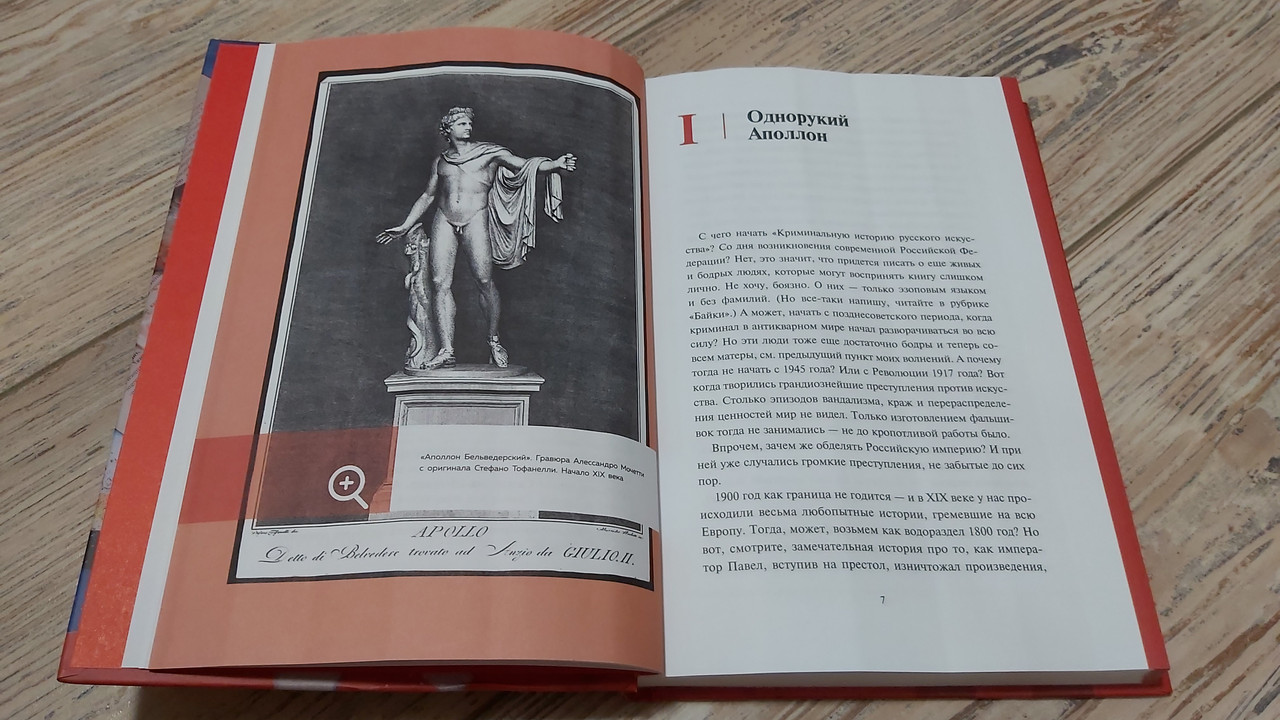 «Аполлон Бельведерский». Гравюра Алессандро Мочетти
с оригинала Стефано Тофанелли. Начало XIX века
APOLLO
Detto di Belvedere trovato ad Anzio da GIULIO.II.
I
Однорукий
Аполлон
С чего начать «Криминальную историю русского искус-
ства»? Со дня возникновения современной Российской Фе-
дерации? Нет, это значит, что придется писать о еще живых
и бодрых людях, которые могут воспринять книгу слишком
лично. Не хочу, боязно. О них — только эзоповым языком
и без фамилий. (Но все-таки напишу, читайте в рубрике
«Байки».) А может, начать с позднесоветского периода, когда
криминал в антикварном мире начал разворачиваться во всю
силу? Но эти люди тоже еще достаточно бодры и теперь со-
всем матеры, см. предыдущий пункт моих волнений. А почему
тогда не начать с 1945 года? Или с Революции 1917 года? Вот
когда творились грандиознейшие преступления против искус-
ства. Столько эпизодов вандализма, краж и перераспределе-
ния ценностей мир не видел. Только изготовлением фальши-
вок тогда не занимались — не до кропотливой работы было.
Впрочем, зачем же обделять Российскую империю? И при
ней уже случались громкие преступления, не забытые до сих
пор.
1900 год как граница не годится — и в XIX веке у нас про-
исходили весьма любопытные истории, гремевшие на всю
Европу. Тогда, может, возьмем как водораздел 1800 год? Но
вот, смотрите, замечательная история про то, как импера-
тор Павел, вступив на престол, изничтожал произведения,
7